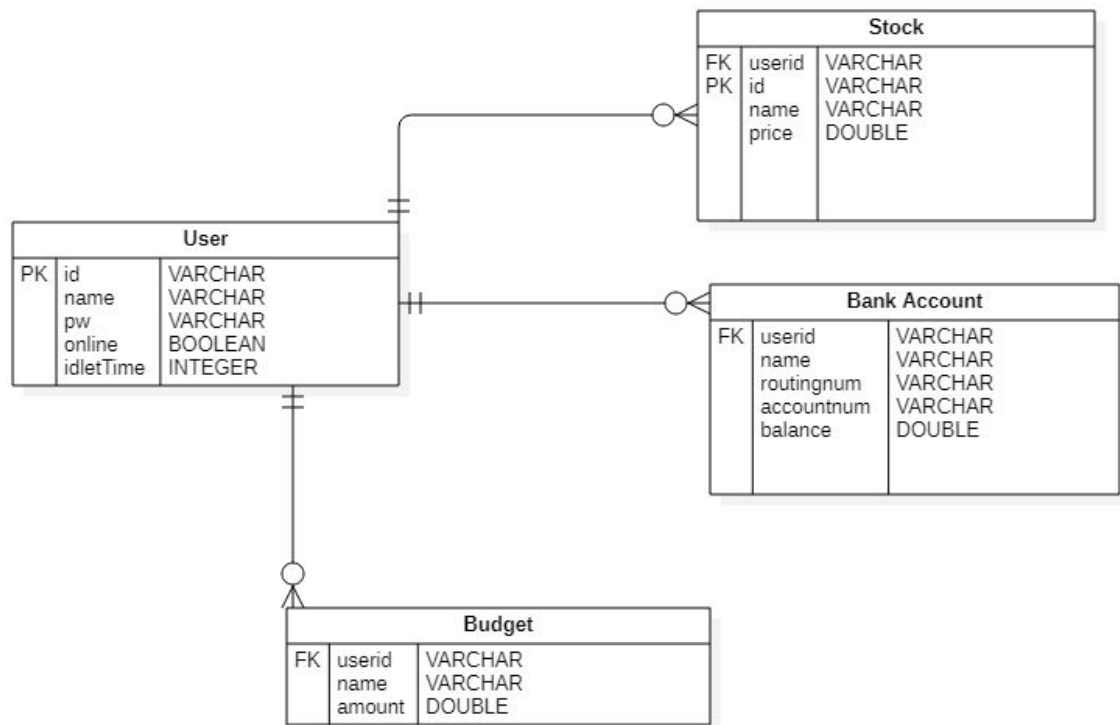 Stock
FK userid VARCHAR
PK id VARCHAR
name VARCHAR
price DOUBLE
User
PK id VARCHAR
name VARCHAR
pw VARCHAR
online BOOLEAN
idletTime INTEGER
Bank Account
FK userid VARCHAR
name VARCHAR
routingnum VARCHAR
accountnum VARCHAR
balance DOUBLE
Budget
FK userid VARCHAR
name VARCHAR
amount DOUBLE